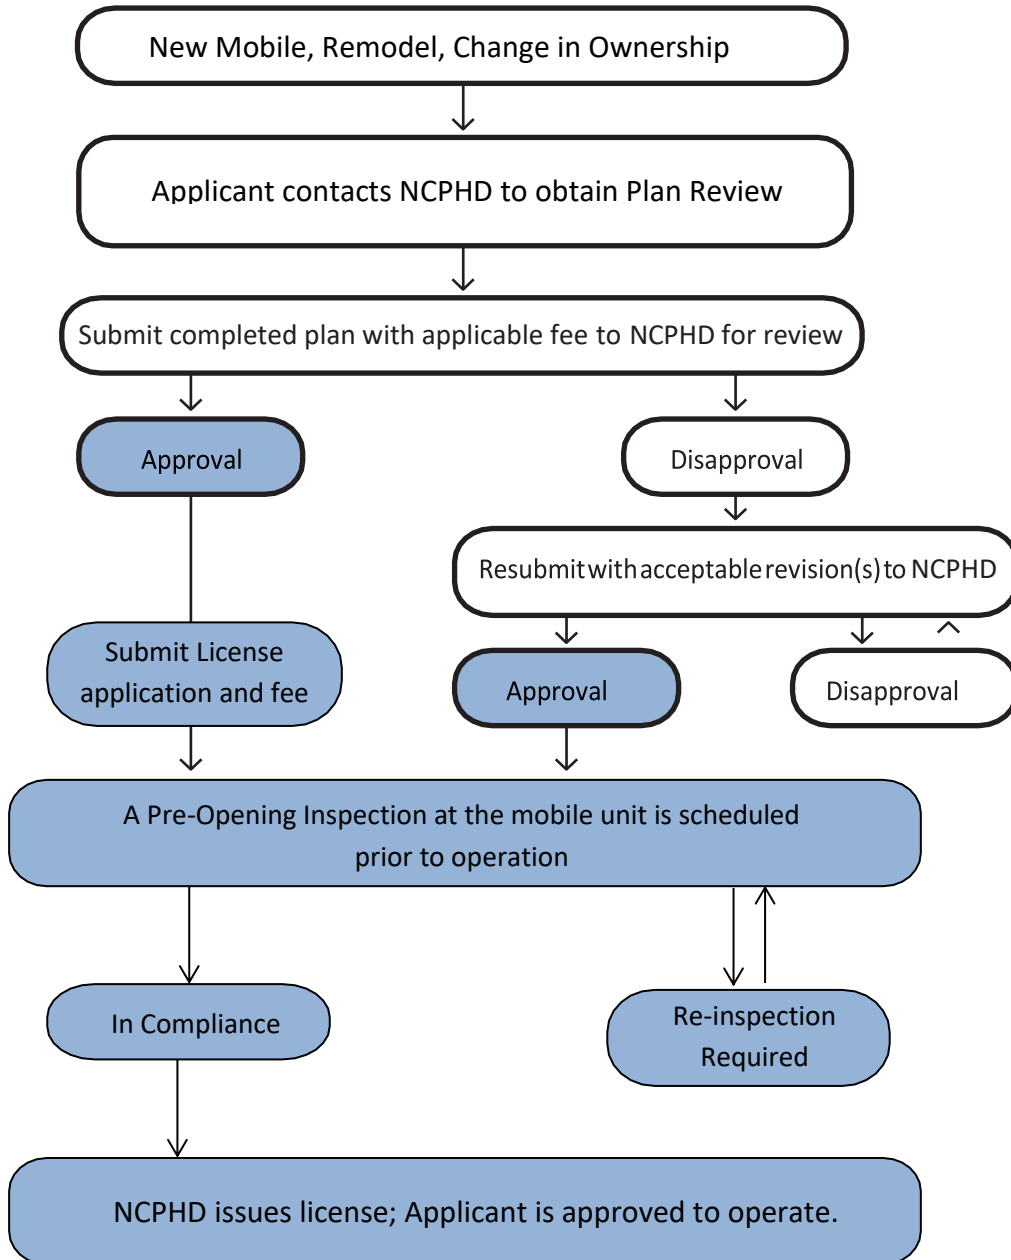 New Mobile, Remodel, Change in Ownership
Applicant contacts NCPHD to obtain Plan Review
Submit completed plan with applicable fee to NCPHD for review
Approval
Disapproval
Resubmit with acceptable revision(s) to NCPHD
Submit License
application and fee
Approval
Disapproval
A Pre-Opening Inspection at the mobile unit is scheduled
prior to operation
In Compliance
Re-inspection
Required
NCPHD issues license; Applicant is approved to operate.